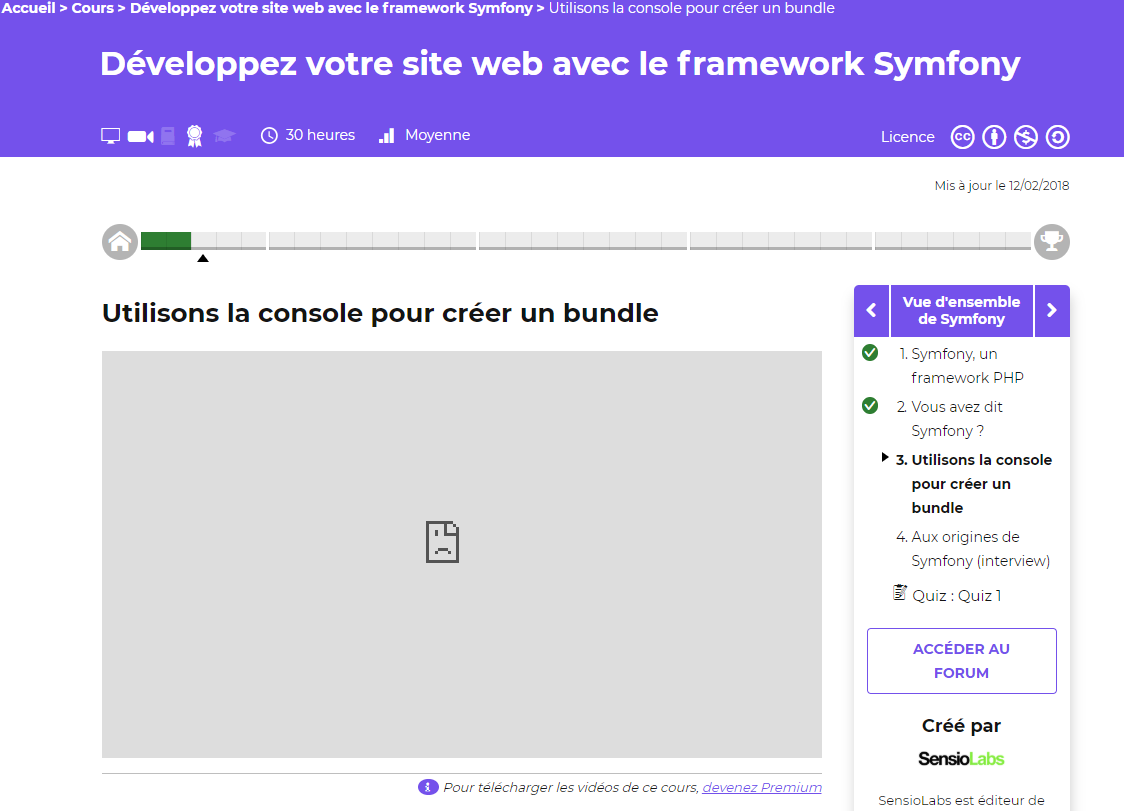 Accueil > Cours > Développez votre site web avec le framework Symfony > Utilisons la console pour créer un bundle
Développez votre site web avec le framework Symfony
30 heures
Moyenne
Licence
cc
Mis à jour le 12/02/2018
Utilisons la console pour créer un bundle
Vue d'ensemble
de Symfony
1. Symfony, un
framework PHP
2. Vous avez dit
Symfony ?
3. Utilisons la console
pour créer un
bundle
4. Aux origines de
Symfony (interview)
Quiz : Quiz 1
ACCÉDER AU
FORUM
Créé par
SensioLabs
Pour télécharger les vidéos de ce cours, devenez Premium
SensioLabs est éditeur de